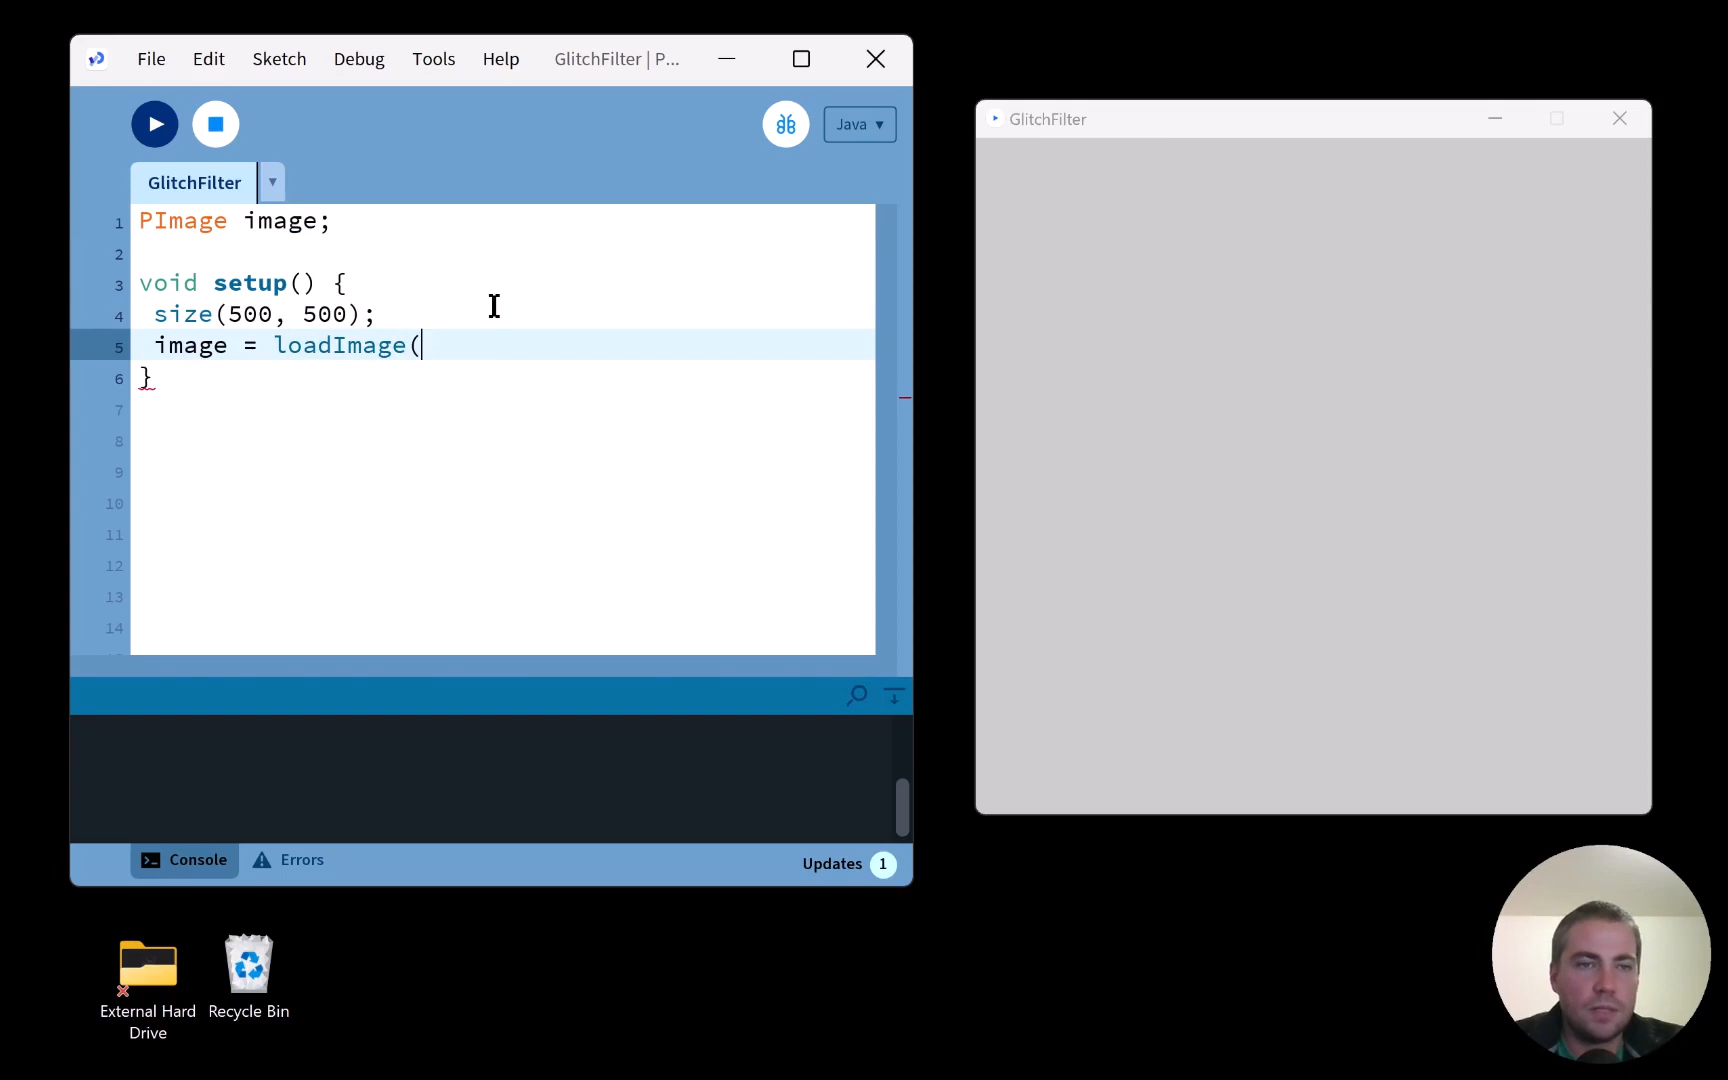 File Edit Sketch Debug Tools Help GlitchFilter | P...
Java ▼
GlitchFilter ▼
1 PImage image;
2
3 void setup() {
4 size(500, 500);
5 image = loadImage(
6 }
7
8
9
10
11
12
13
14
Console Errors Updates 1
GlitchFilter
External Hard
Drive
Recycle Bin